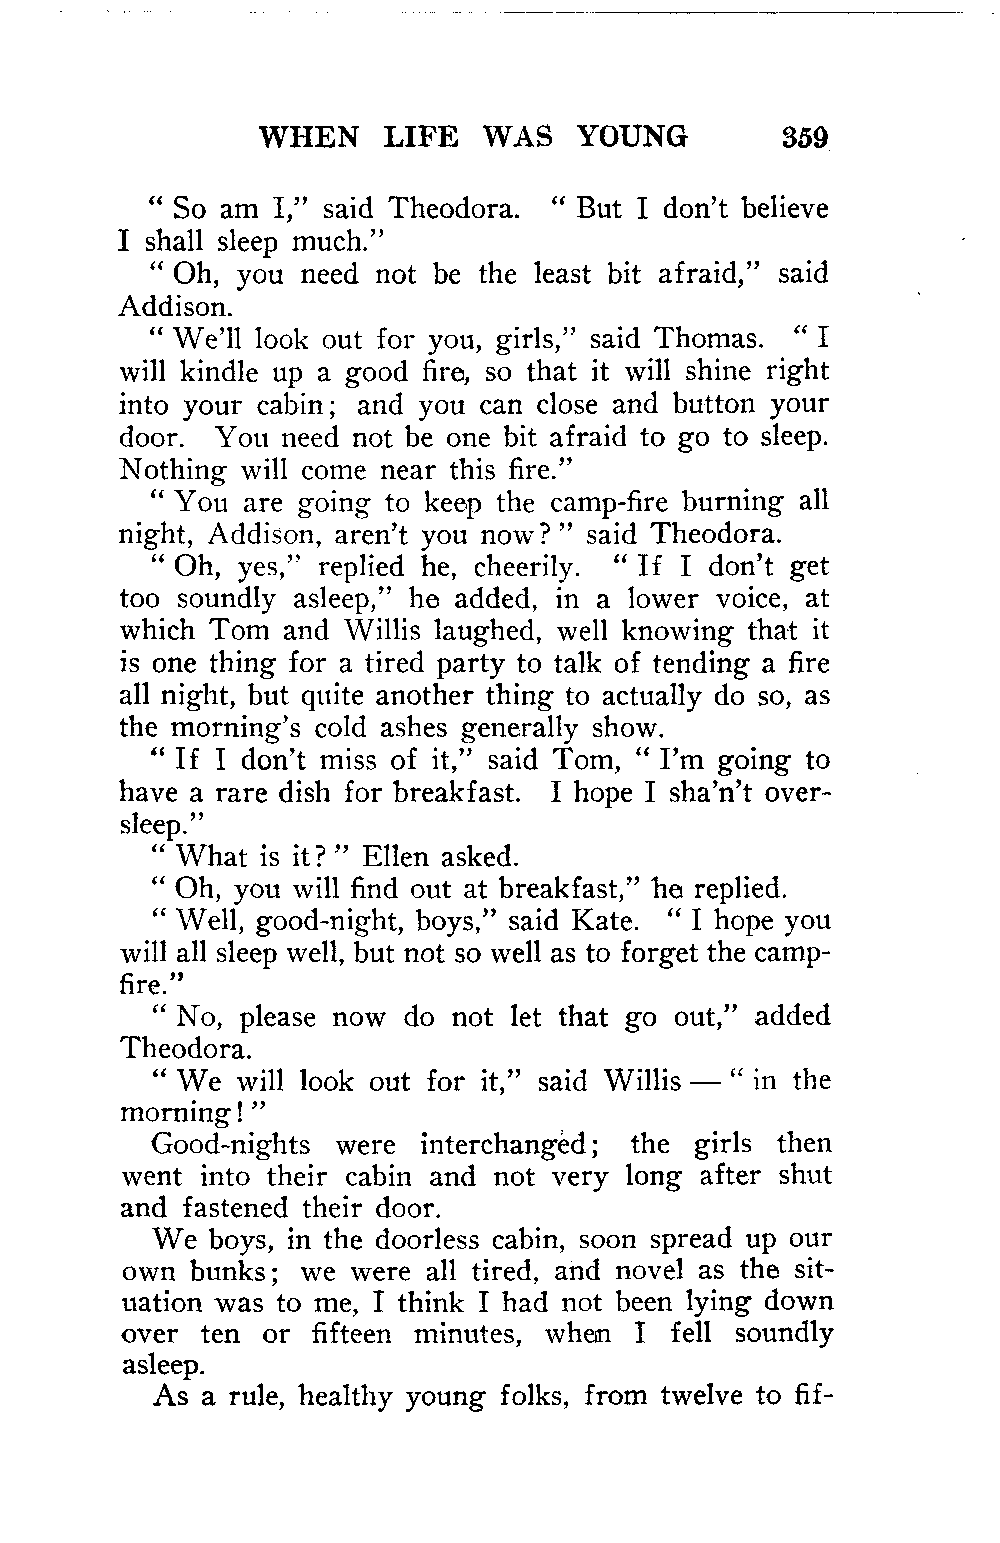 WHEN LIFE WAS YOUNG 359
“ So am I,” said Theodora. “ But I don't believe
I shall sleep much.”
“ Oh, you need not be the least bit afraid,” said
Addison.
“ We'll look out for you, girls,” said Thomas. “ I
will kindle up a good fire, so that it will shine right
into your cabin; and you can close and button your
door. You need not be one bit afraid to go to sleep.
Nothing will come near this fire.”
“ You are going to keep the camp-fire burning all
night, Addison, aren't you now? ” said Theodora.
“ Oh, yes,” replied he, cheerily. “ If I don't get
too soundly asleep,” he added, in a lower voice, at
which Tom and Willis laughed, well knowing that it
is one thing for a tired party to talk of tending a fire
all night, but quite another thing to actually do so, as
the morning's cold ashes generally show.
“ If I don't miss of it,” said Tom, “ I'm going to
have a rare dish for breakfast. I hope I sha'n't over-
sleep.”
“ What is it? ” Ellen asked.
“ Oh, you will find out at breakfast,” he replied.
“ Well, good-night, boys,” said Kate. “ I hope you
will all sleep well, but not so well as to forget the camp-
fire.”
“ No, please now do not let that go out,” added
Theodora.
“ We will look out for it,” said Willis — “ in the
morning! ”
Good-nights were interchanged; the girls then
went into their cabin and not very long after shut
and fastened their door.
We boys, in the doorless cabin, soon spread up our
own bunks; we were all tired, and novel as the sit-
uation was to me, I think I had not been lying down
over ten or fifteen minutes, when I fell soundly
asleep.
As a rule, healthy young folks, from twelve to fif-